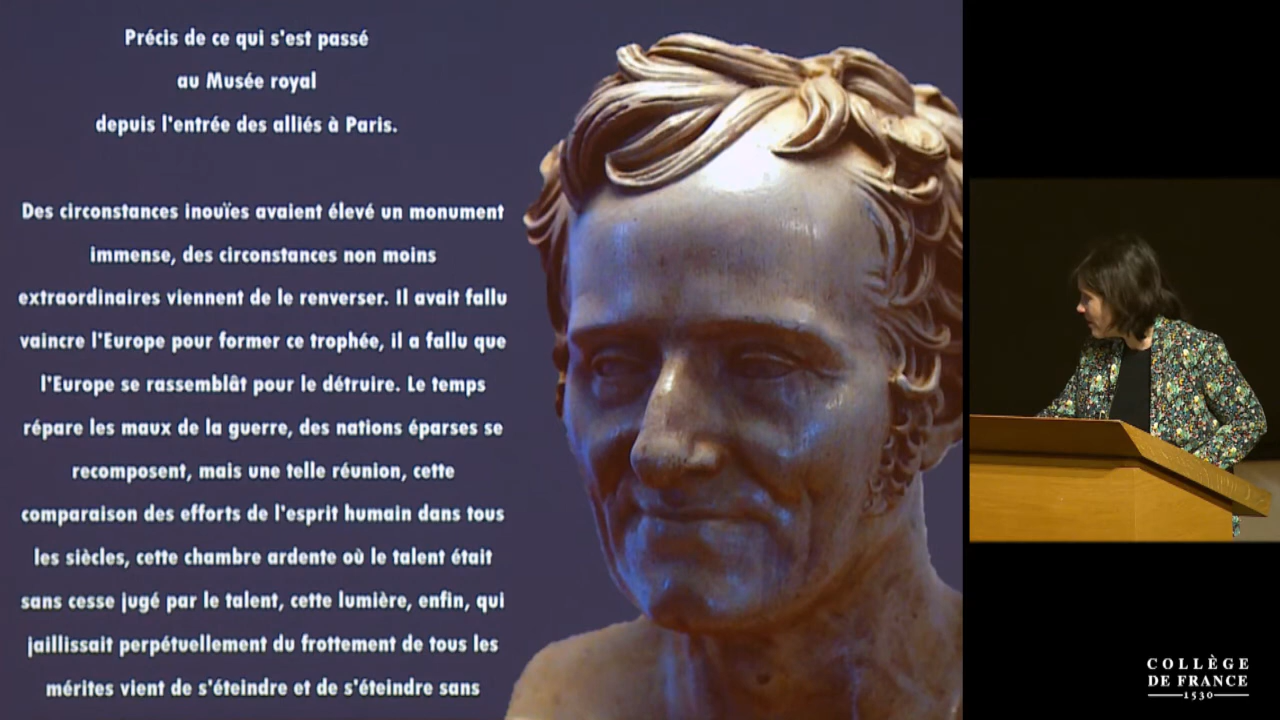 Précis de ce qui s'est passé
au Musée royal
depuis l'entrée des alliés à Paris.
Des circonstances inouïes avaient élevé un monument
immense, des circonstances non moins
extraordinaires viennent de le renverser. Il avait fallu
vaincre l'Europe pour former ce trophée, il a fallu que
l'Europe se rassemblât pour le détruire. Le temps
répare les maux de la guerre, des nations éparses se
recomposent, mais une telle réunion, cette
comparaison des efforts de l'esprit humain dans tous
les siècles, cette chambre ardente où le talent était
sans cesse jugé par le talent, cette lumière, enfin, qui
jaillissait perpétuellement du frottement de tous les
mérites vient de s'éteindre et de s'éteindre sans
COLLÈGE
DE FRANCE
1530